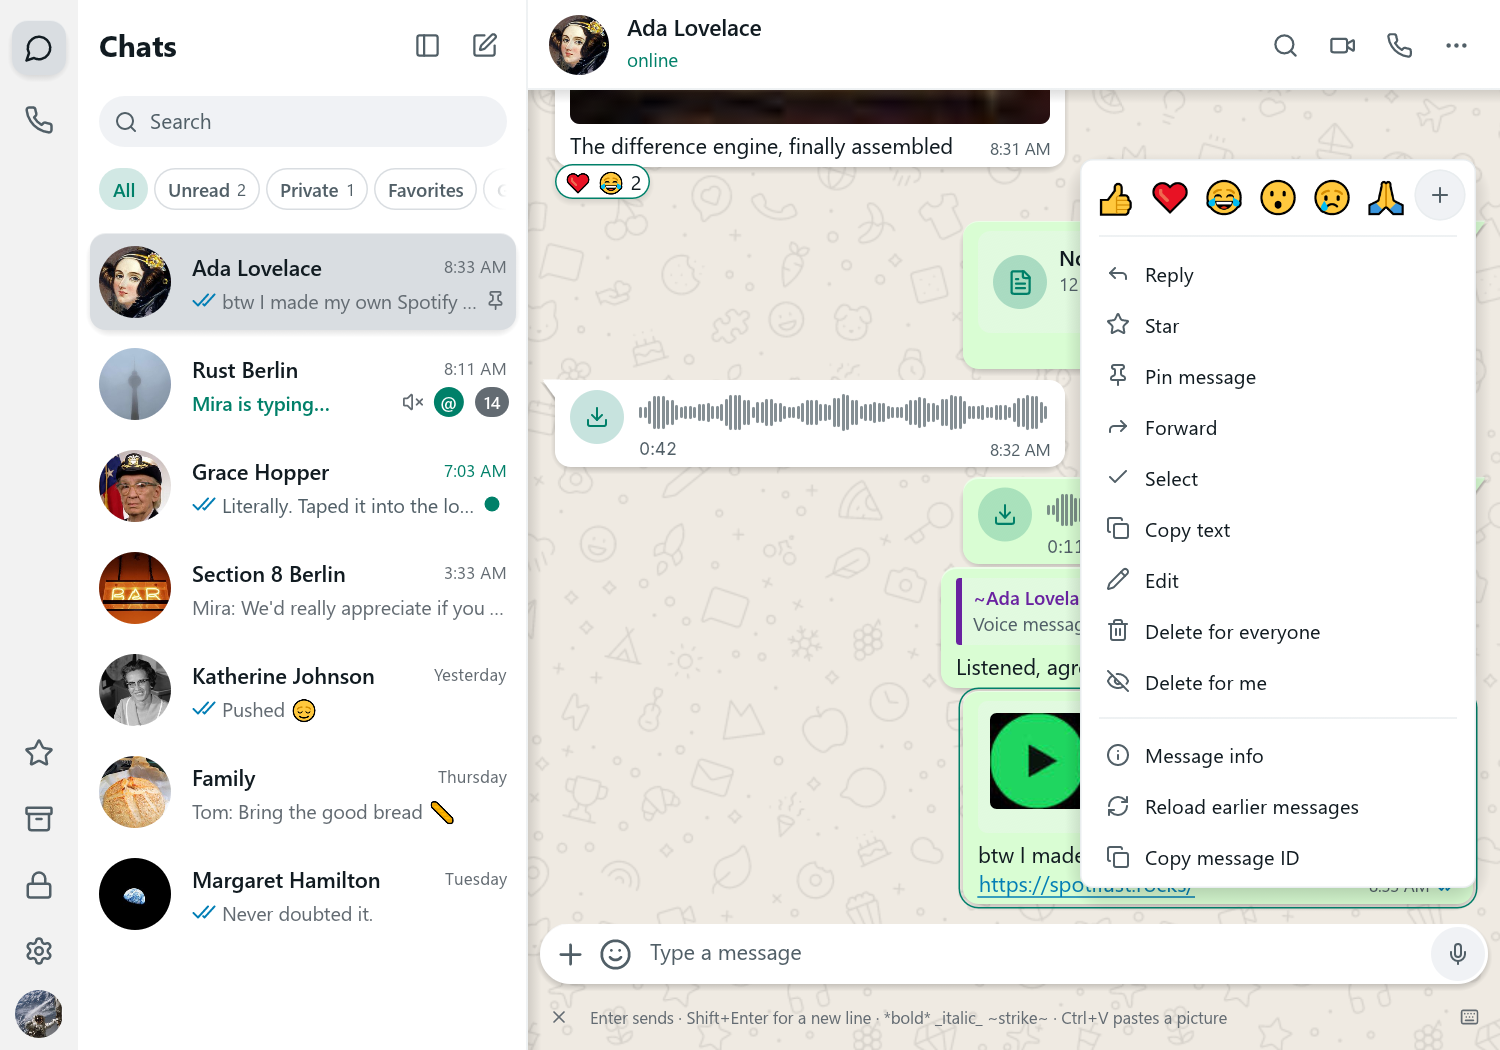 Chats
Search
All
Unread 2
Private 1
Favorites
Ada Lovelace
8:33 AM
btw I made my own Spotify ...
Rust Berlin
8:11 AM
Mira is typing...
@
14
Grace Hopper
7:03 AM
Literally. Taped it into the lo...
BAR
Section 8 Berlin
3:33 AM
Mira: We'd really appreciate if you ...
Katherine Johnson
Yesterday
Pushed 😌
Family
Thursday
Tom: Bring the good bread 🥖
Margaret Hamilton
Tuesday
Never doubted it.
Ada Lovelace
online
The difference engine, finally assembled
8:31 AM
❤️ 😂 2
12
0:42
8:32 AM
0:11
~Ada Lovela
Voice messag
Listened, agre
btw I made
👍 ❤️ 😂 😮 😢 🙏
Reply
Star
Pin message
Forward
Select
Copy text
Edit
Delete for everyone
Delete for me
Message info
Reload earlier messages
Copy message ID
Type a message
Enter sends · Shift+Enter for a new line · *bold* _italic_ ~strike~ · Ctrl+V pastes a picture